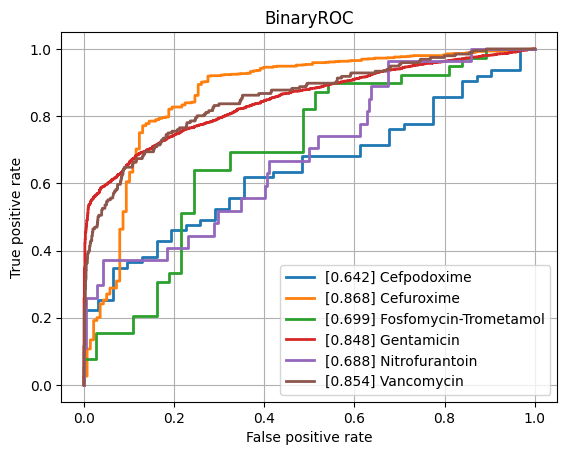 BinaryROC
True positive rate
1.0
0.8
0.6
0.4
0.2
0.0
[0.642] Cefpodoxime
[0.868] Cefuroxime
[0.699] Fosfomycin-Trometamol
[0.848] Gentamicin
[0.688] Nitrofurantoin
[0.854] Vancomycin
0.0 0.2 0.4 0.6 0.8 1.0
False positive rate